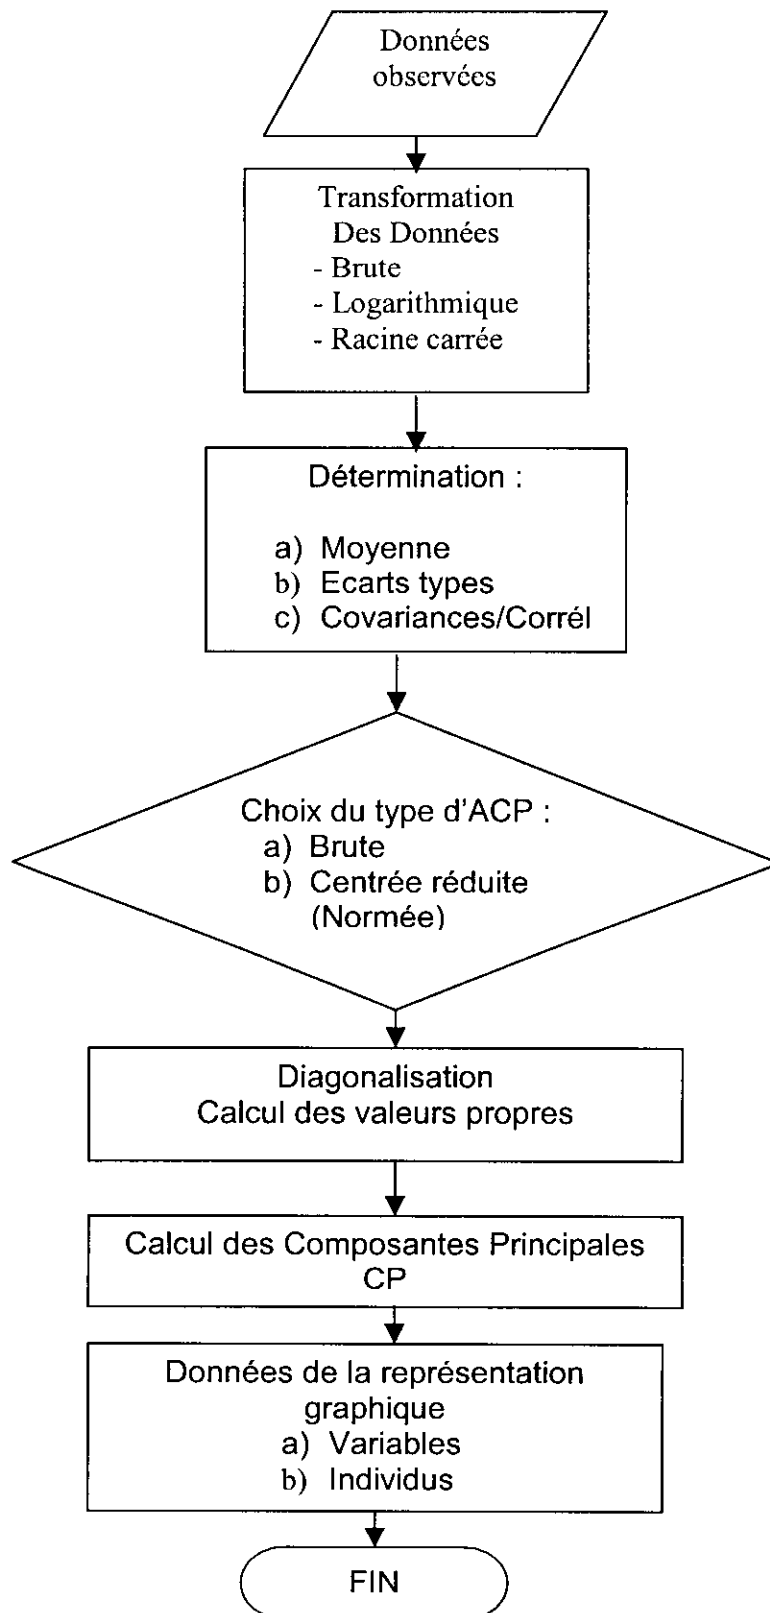 Données
observées
Transformation
Des Données
- Brute
- Logarithmique
- Racine carrée
Détermination :
a) Moyenne
b) Ecarts types
c) Covariances/Corrél
Choix du type d'ACP :
a) Brute
b) Centrée réduite
(Normée)
Diagonalisation
Calcul des valeurs propres
Calcul des Composantes Principales
CP
Données de la représentation
graphique
a) Variables
b) Individus
FIN